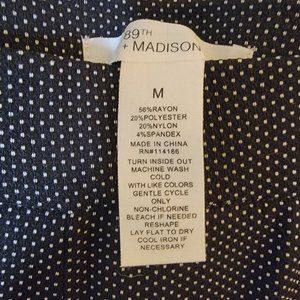 89TH
+ MADISON
M
56%RAYON
20%POLYESTER
20%NYLON
4%SPANDEX
MADE IN CHINA
RN#114186
TURN INSIDE OUT
MACHINE WASH
COLD
WITH LIKE COLORS
GENTLE CYCLE
ONLY
NON-CHLORINE
BLEACH IF NEEDED
RESHAPE
LAY FLAT TO DRY
COOL IRON IF
NECESSARY